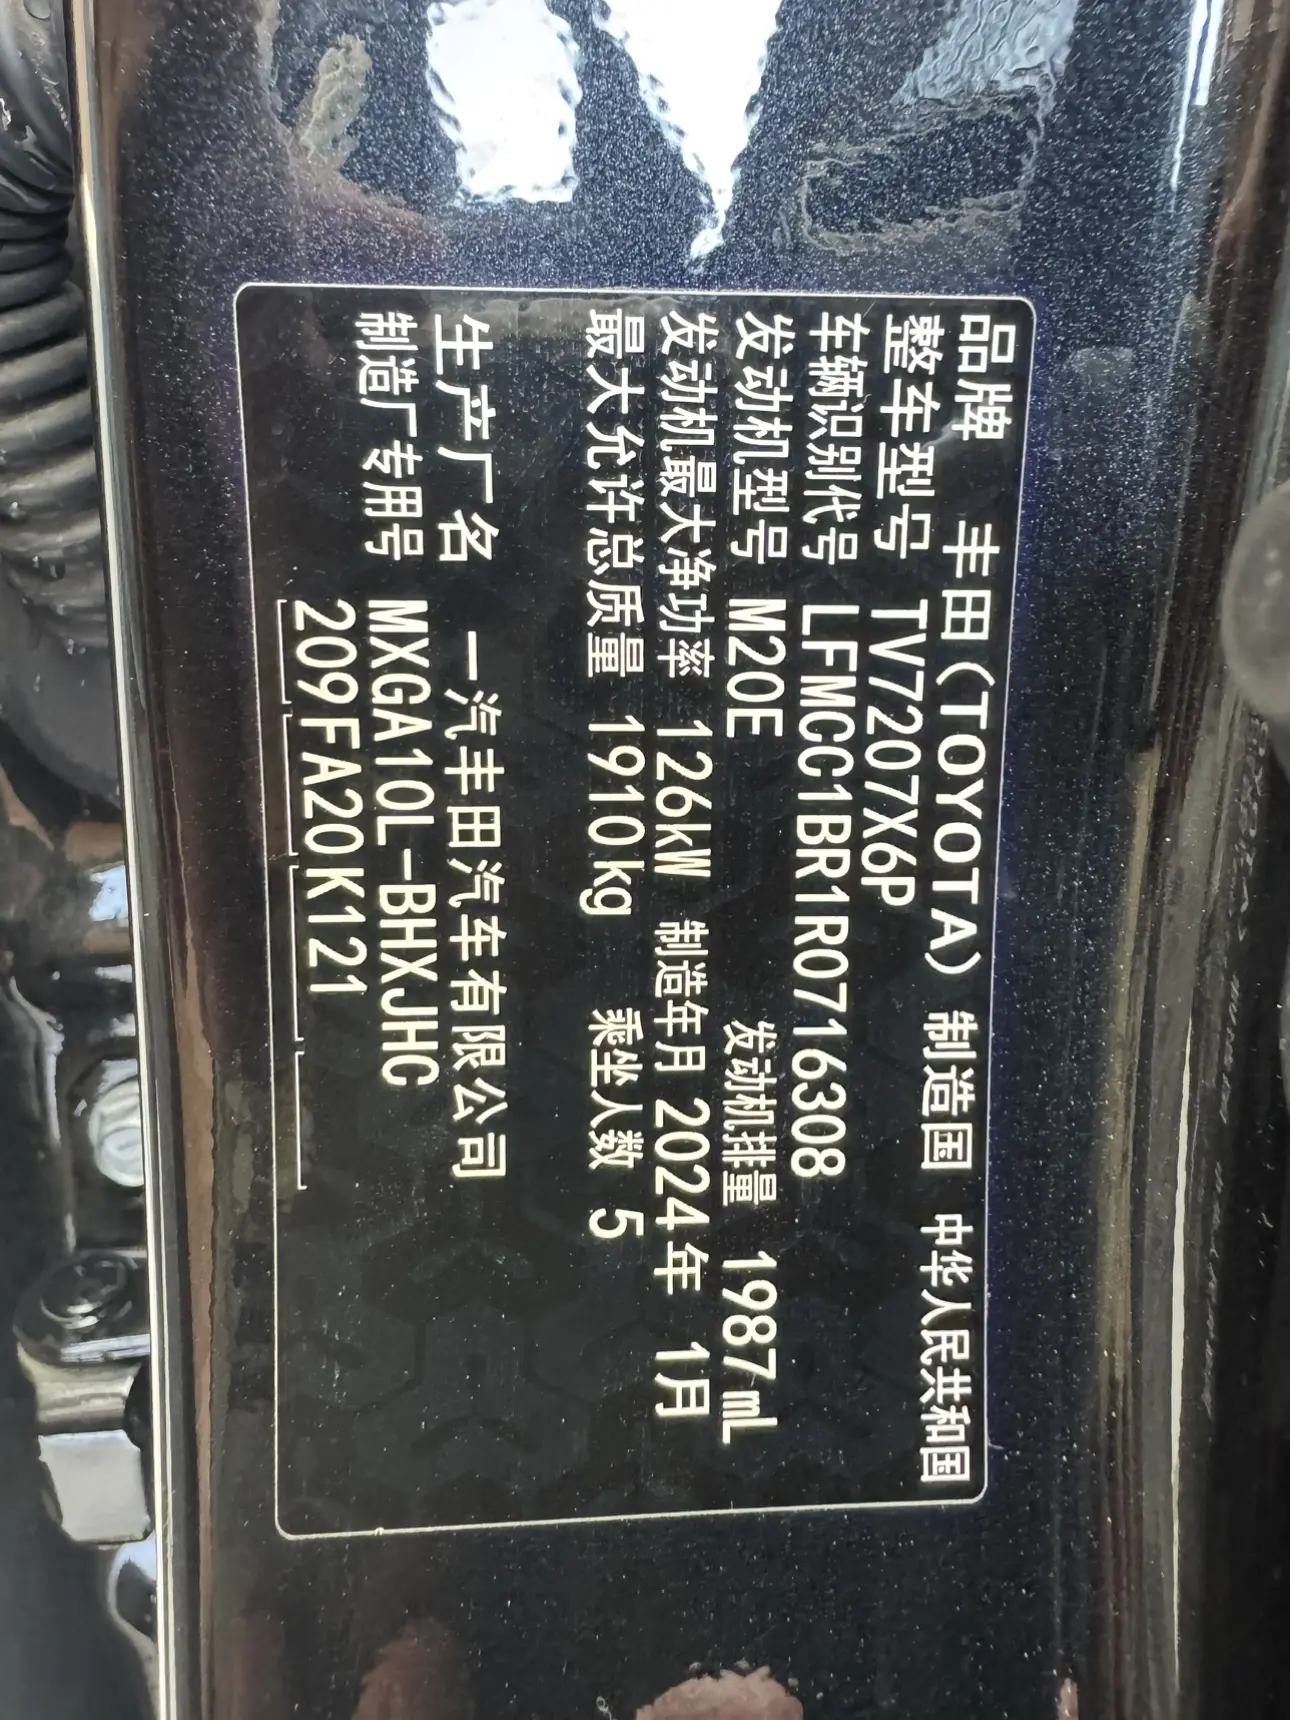 品牌 丰田(TOYOTA) 制造国 中华人民共和国
整车型号 TV7207X6P
车辆识别代号 LFMCC1BR1R0716308
发动机型号 M20E 发动机排量 1987mL
发动机最大净功率 126kW 制造年月 2024年 1月
最大允许总质量 1910kg 乘坐人数 5
生产厂名 一汽丰田汽车有限公司
制造厂专用号 MXGA10L-BHXJHC
209FA20K121